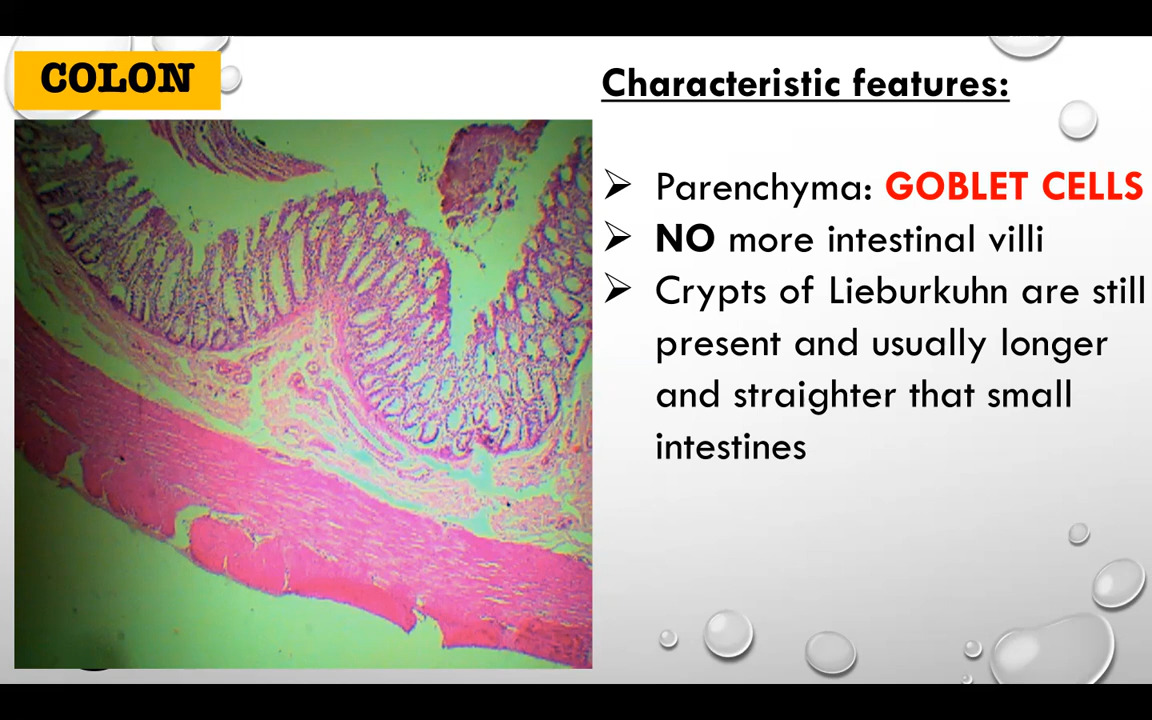 COLON
Characteristic features:
➢ Parenchyma: GOBLET CELLS
➢ NO more intestinal villi
➢ Crypts of Lieburkuhn are still
present and usually longer
and straighter that small
intestines